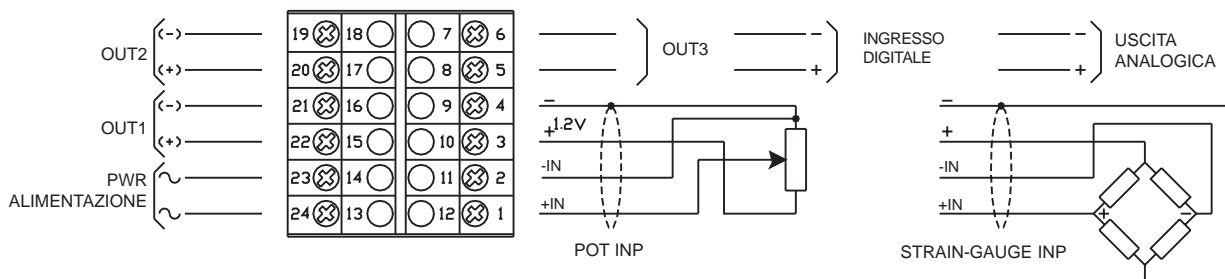 OUT2 (-) 19 18 7 6 OUT3 - INGRESSO DIGITALE - USCITA ANALOGICA
(+) 20 17 8 5 + +
OUT1 (-) 21 16 9 4 - -
(+) 22 15 10 3 + 1.2V +
PWR ALIMENTAZIONE 23 14 11 2 -IN -IN
24 13 12 1 +IN +IN + -
POT INP STRAIN-GAUGE INP